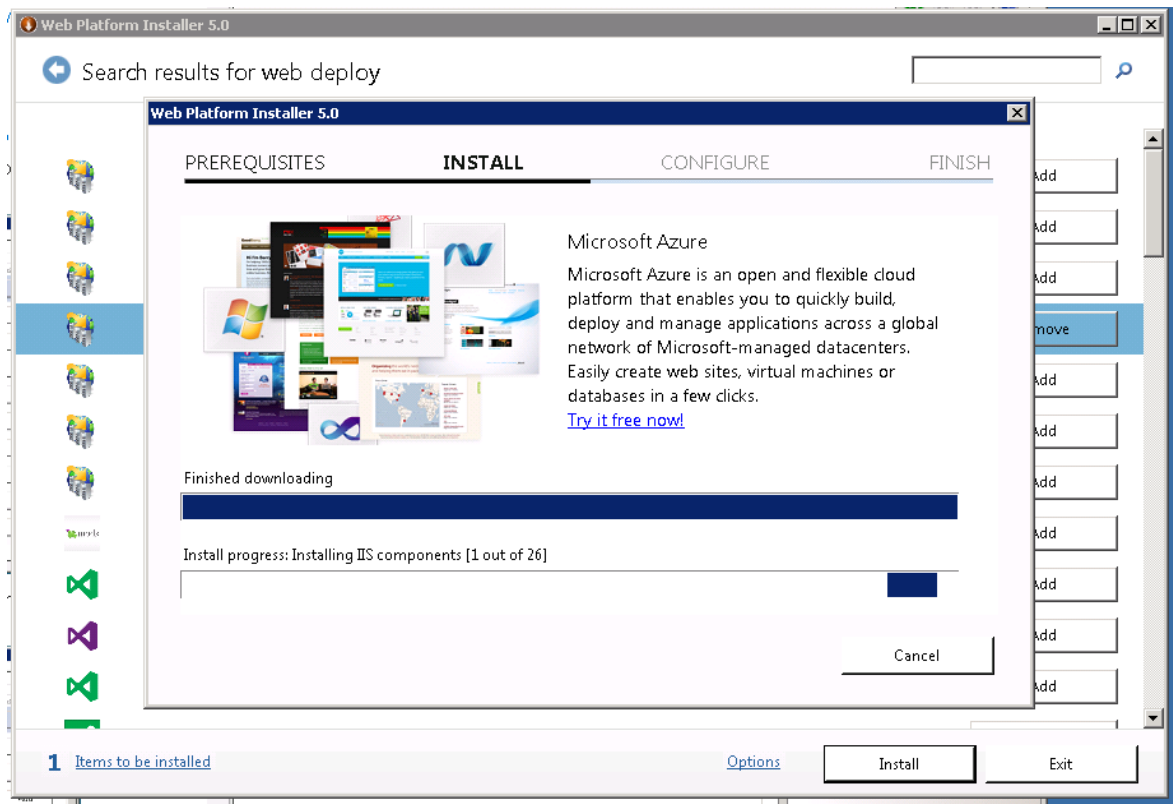 Web Platform Installer 5.0
Search results for web deploy
Web Platform Installer 5.0
PREREQUISITES INSTALL CONFIGURE FINISH
Microsoft Azure
Microsoft Azure is an open and flexible cloud
platform that enables you to quickly build,
deploy and manage applications across a global
network of Microsoft-managed datacenters.
Easily create web sites, virtual machines or
databases in a few clicks.
Try it free now!
Finished downloading
Install progress: Installing IIS components [1 out of 26]
Cancel
1 Items to be installed
Options
Install
Exit